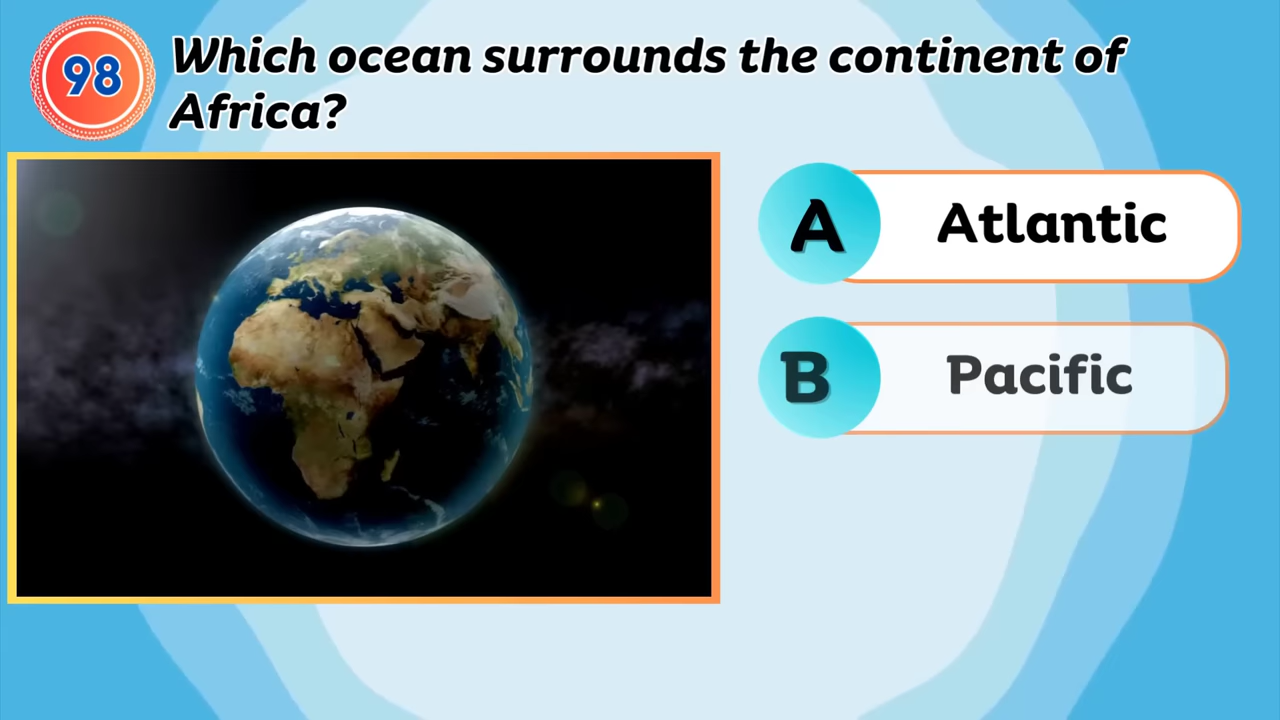 98
Which ocean surrounds the continent of
Africa?
A
Atlantic
B
Pacific